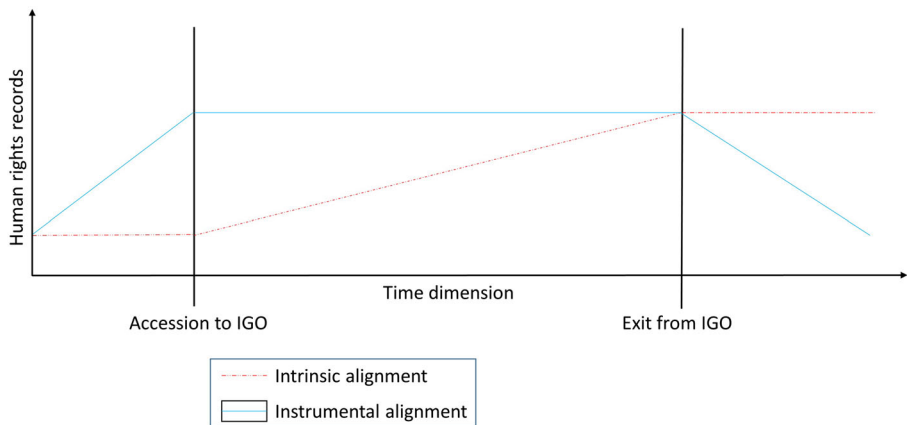 Human rights records
Time dimension
Accession to IGO
Exit from IGO
Intrinsic alignment
Instrumental alignment